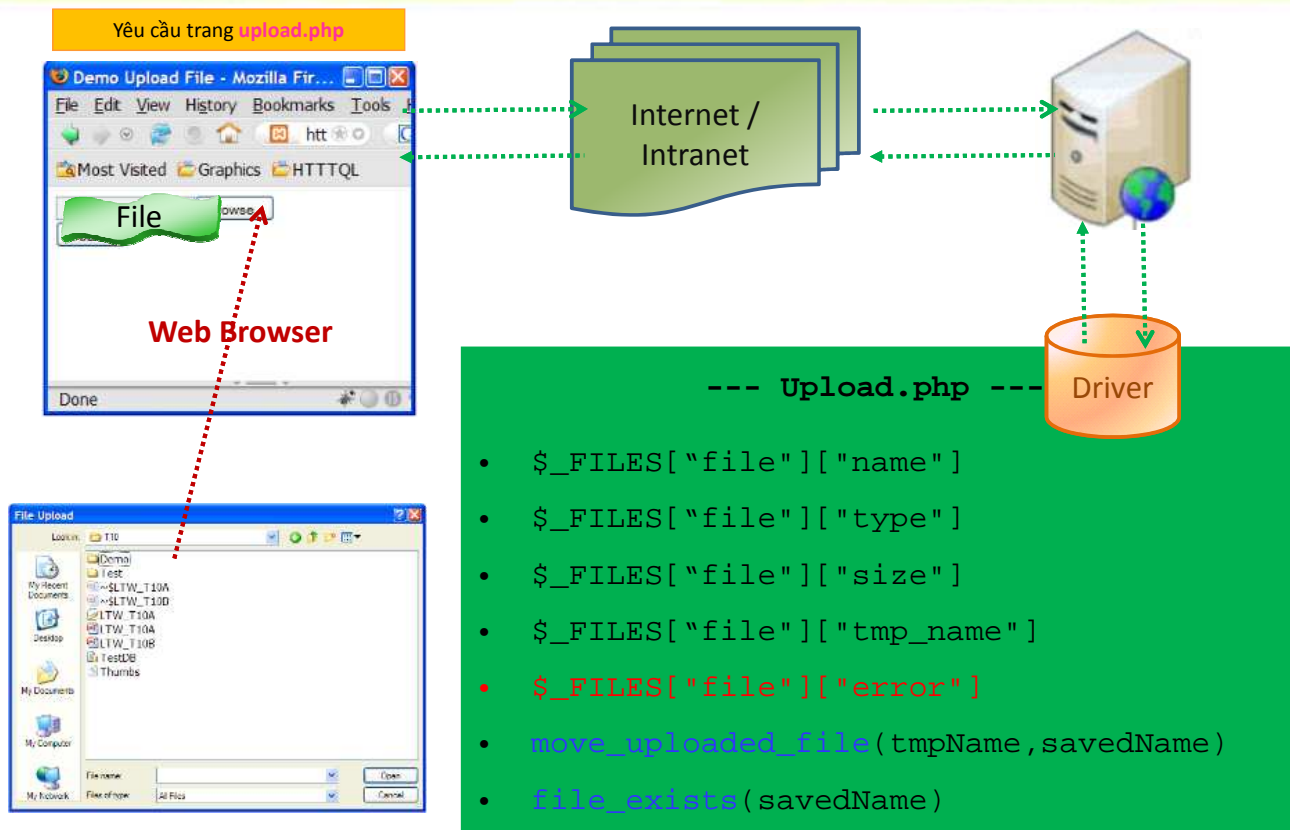 Yêu cầu trang upload.php
Demo Upload File - Mozilla Fir...
File Edit View History Bookmarks Tools H
htt
Most Visited Graphics HTTTQL
File
owse
Web Browser
Done
Internet /
Intranet
Driver
--- Upload.php ---
• $_FILES[“file"]["name"]
• $_FILES[“file"]["type"]
• $_FILES[“file"]["size"]
• $_FILES[“file"]["tmp_name"]
• $_FILES["file"]["error"]
• move_uploaded_file(tmpName,savedName)
• file_exists(savedName)
File Upload
Look in: T10
My Recent
Documents
Desktop
My Documents
My Computer
My Network
Demo
Test
~$LTW_T10A
~$LTW_T10B
LTW_T10A
LTW_T10A
LTW_T10B
TestDB
Thumbs
File name: Open
Files of type: All Files Cancel